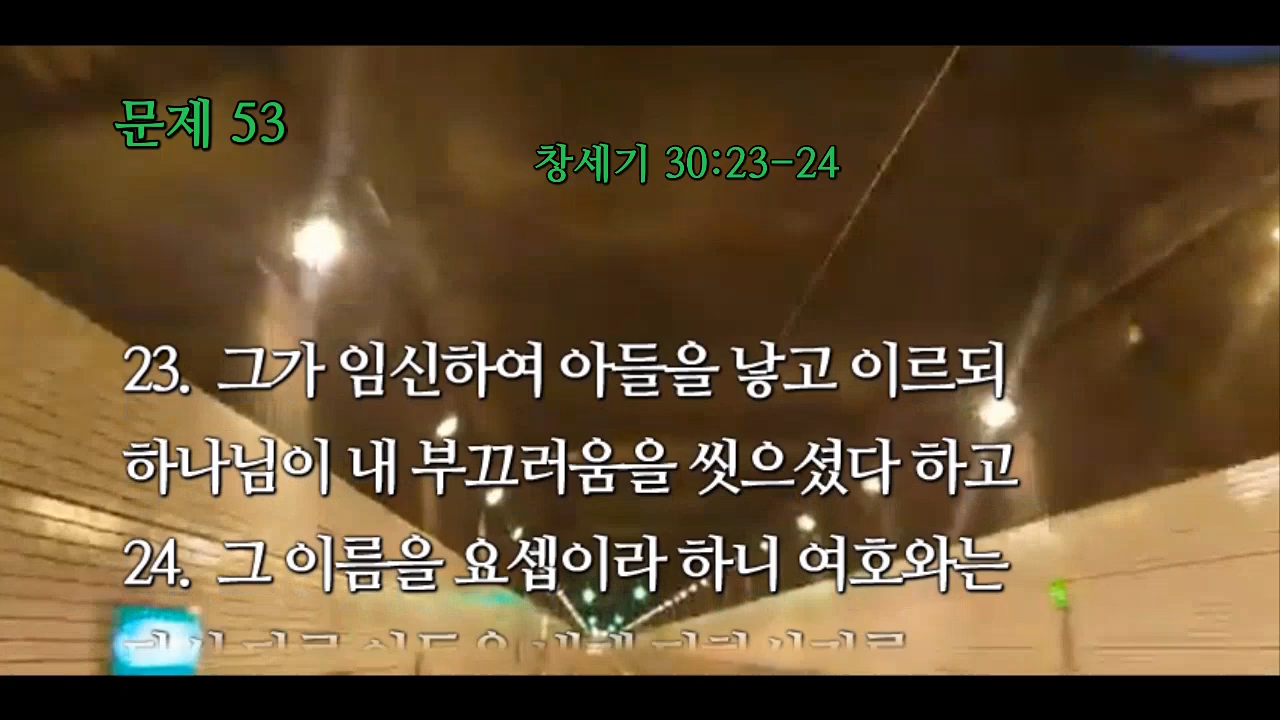 문제 53
창세기 30:23-24
23. 그가 임신하여 아들을 낳고 이르되
하나님이 내 부끄러움을 씻으셨다 하고
24. 그 이름을 요셉이라 하니 여호와는